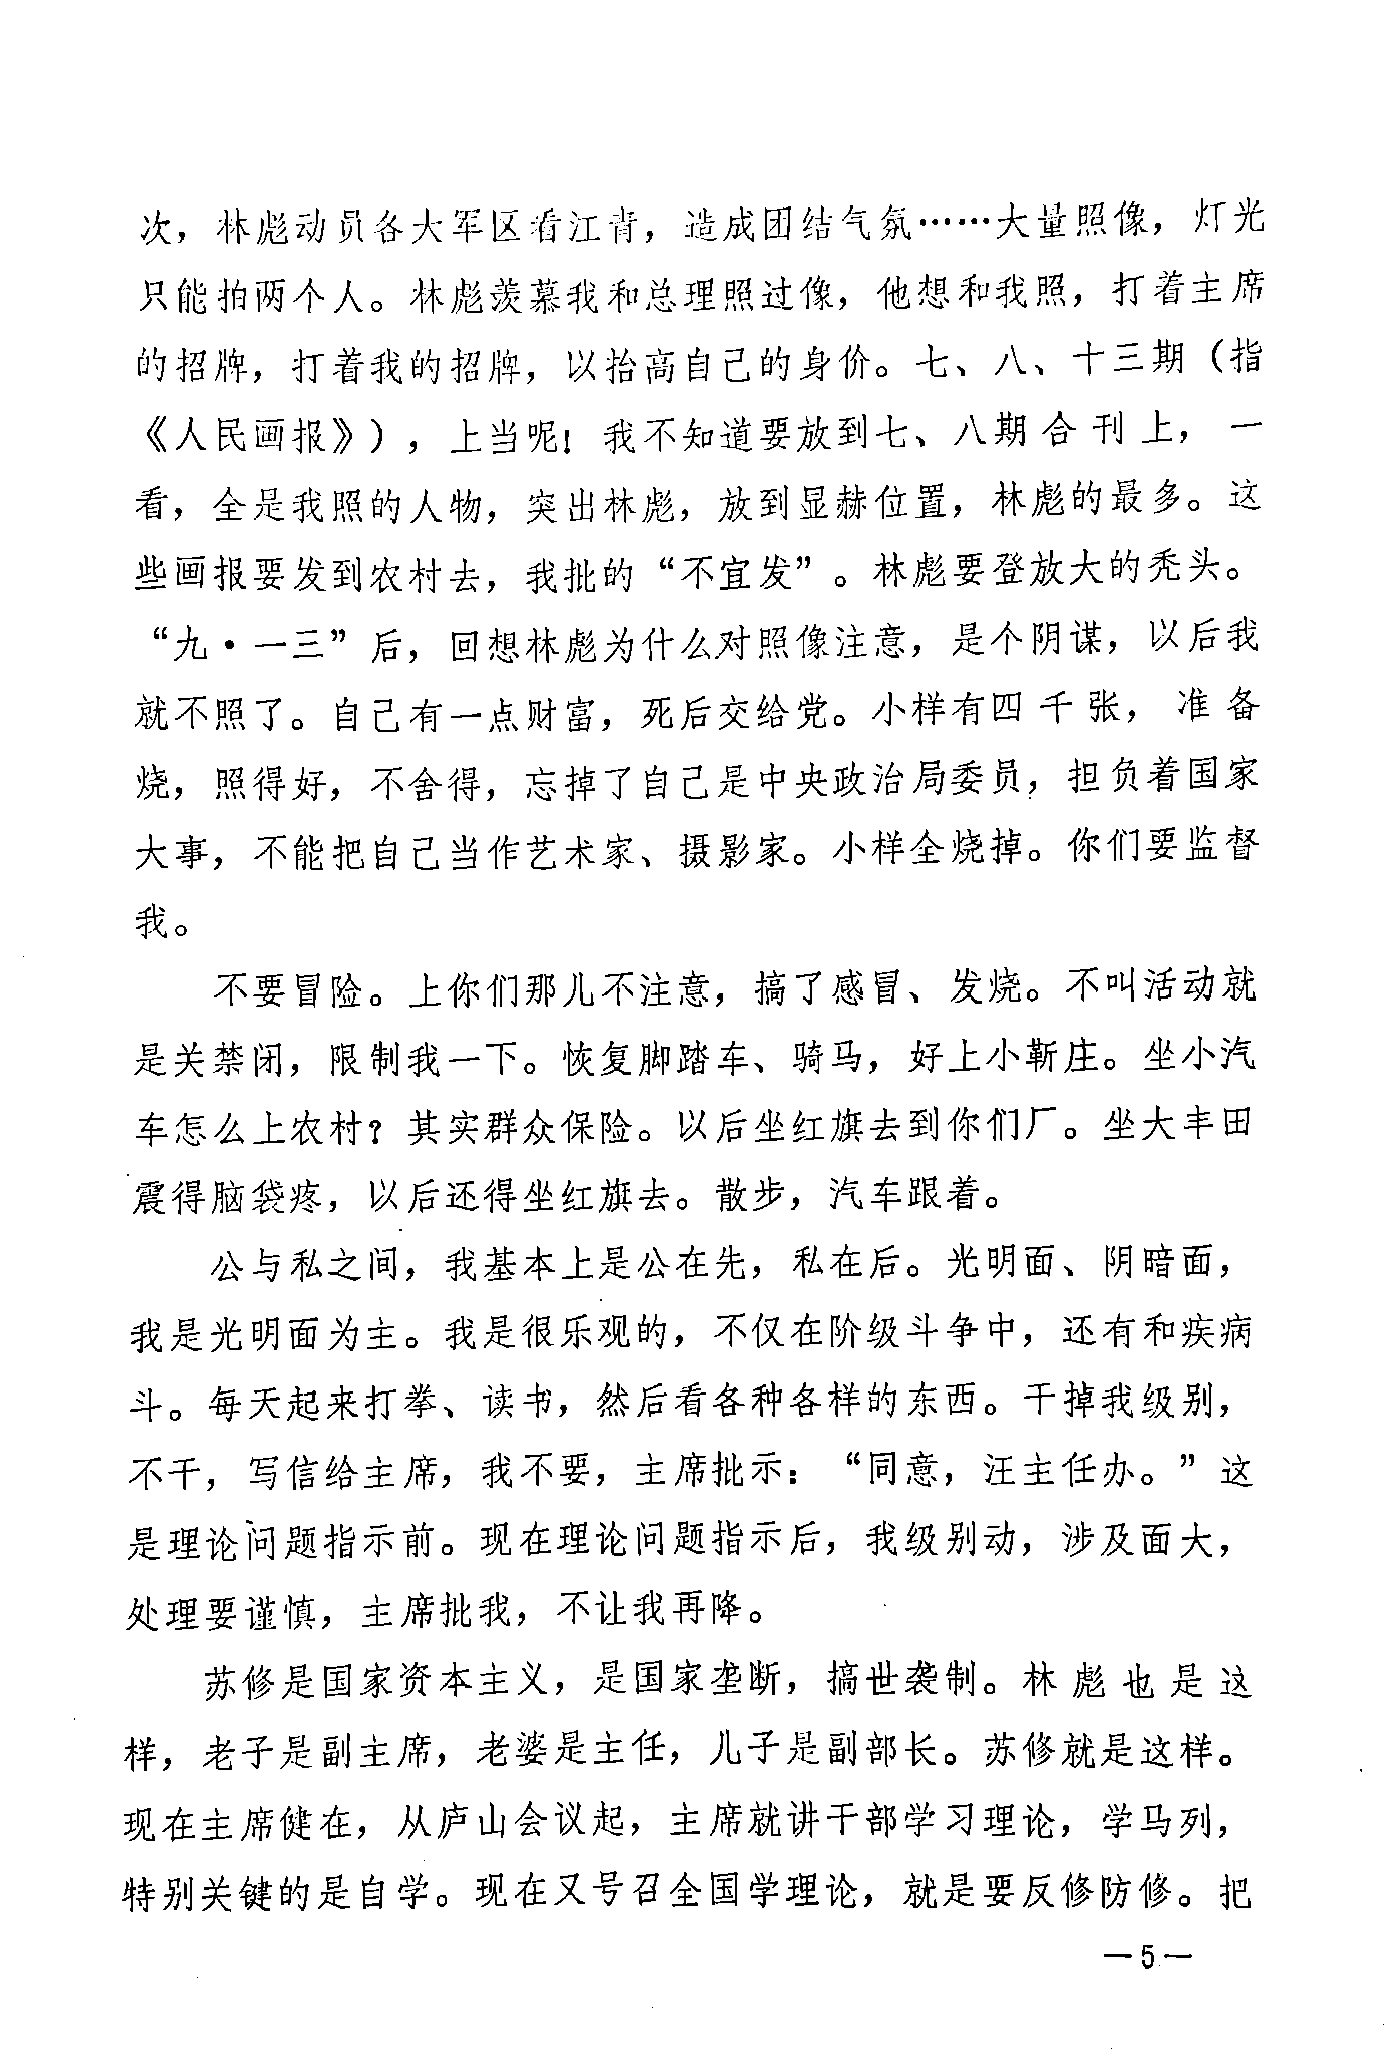 次，林彪动员各大军区看江青，造成团结气氛……大量照像，灯光
只能拍两个人。林彪羡慕我和总理照过像，他想和我照，打着主席
的招牌，打着我的招牌，以抬高自己的身价。七、八、十三期（指
《人民画报》），上当呢！我不知道要放到七、八期合刊上，一
看，全是我照的人物，突出林彪，放到显赫位置，林彪的最多。这
些画报要发到农村去，我批的“不宜发”。林彪要登放大的秃头。
“九·一三”后，回想林彪为什么对照像注意，是个阴谋，以后我
就不照了。自己有一点财富，死后交给党。小样有四千张，准备
烧，照得好，不舍得，忘掉了自己是中央政治局委员，担负着国家
大事，不能把自己当作艺术家、摄影家。小样全烧掉。你们要监督
我。
不要冒险。上你们那儿不注意，搞了感冒、发烧。不叫活动就
是关禁闭，限制我一下。恢复脚踏车、骑马，好上小靳庄。坐小汽
车怎么上农村？其实群众保险。以后坐红旗去到你们厂。坐大丰田
震得脑袋疼，以后还得坐红旗去。散步，汽车跟着。
公与私之间，我基本上是公在先，私在后。光明面、阴暗面，
我是光明面为主。我是很乐观的，不仅在阶级斗争中，还有和疾病
斗。每天起来打拳、读书，然后看各种各样的东西。干掉我级别，
不干，写信给主席，我不要，主席批示：“同意，汪主任办。”这
是理论问题指示前。现在理论问题指示后，我级别动，涉及面大，
处理要谨慎，主席批我，不让我再降。
苏修是国家资本主义，是国家垄断，搞世袭制。林彪也是这
样，老子是副主席，老婆是主任，儿子是副部长。苏修就是这样。
现在主席健在，从庐山会议起，主席就讲干部学习理论，学马列，
特别关键的是自学。现在又号召全国学理论，就是要反修防修。把
—5—